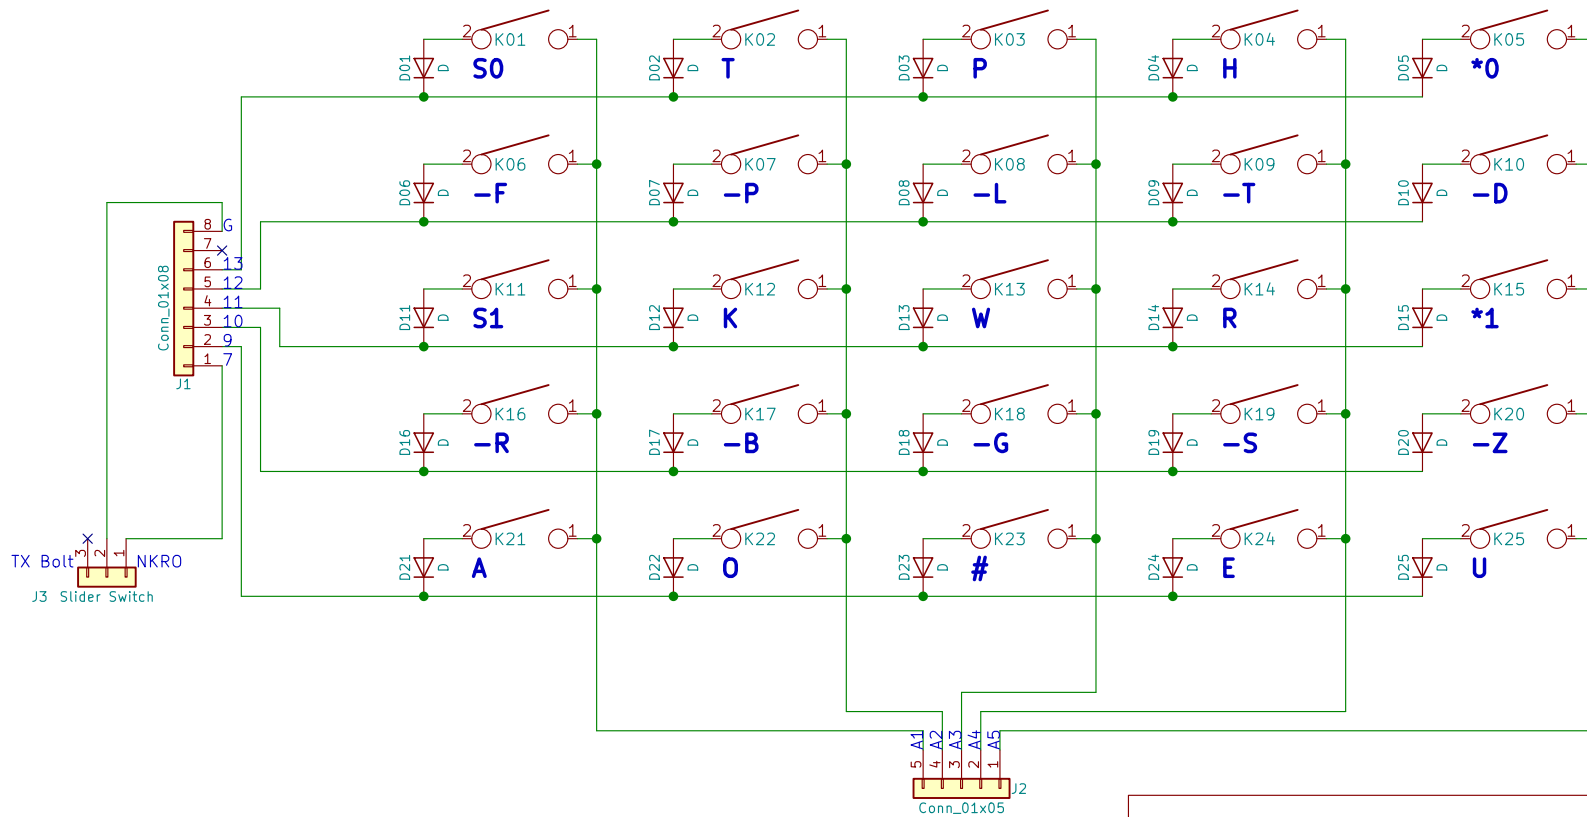 2 K01 1 2 K02 1 2 K03 1 2 K04 1 2 K05 1
D01 D S0 D02 D T D03 D P D04 D H D05 D *0
2 K06 1 2 K07 1 2 K08 1 2 K09 1 2 K10 1
D06 D -F D07 D -P D08 D -L D09 D -T D10 D -D
8 G
7
6 13
5 12
4 11
3 10
2 9
1 7
Conn_01x08
J1
2 K11 1 2 K12 1 2 K13 1 2 K14 1 2 K15 1
D11 D S1 D12 D K D13 D W D14 D R D15 D *1
2 K16 1 2 K17 1 2 K18 1 2 K19 1 2 K20 1
D16 D -R D17 D -B D18 D -G D19 D -S D20 D -Z
2 K21 1 2 K22 1 2 K23 1 2 K24 1 2 K25 1
D21 D A D22 D O D23 D # D24 D E D25 D U
TX Bolt 3 2 1 NKRO
J3 Slider Switch
A1 A2 A3 A4 A5
5 4 3 2 1
J2
Conn_01x05